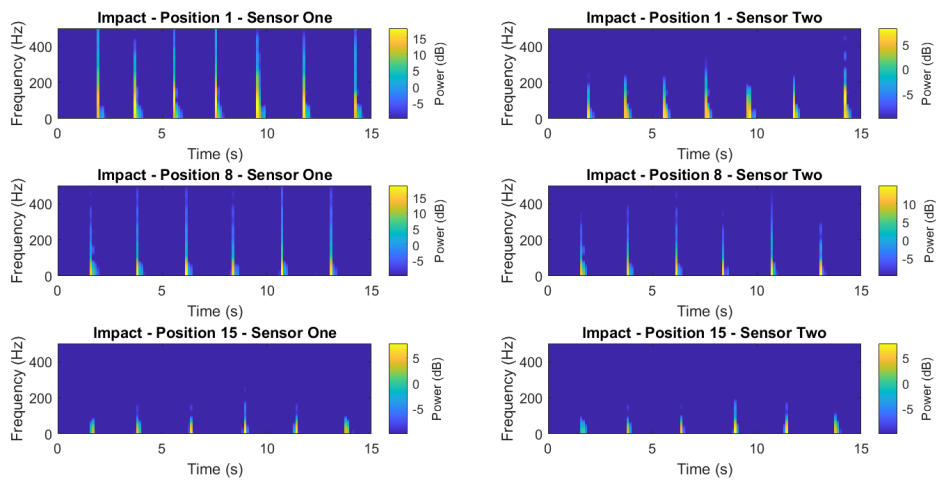 Impact - Position 1 - Sensor One
Frequency (Hz)
400
200
0
0 5 10 15
Time (s)
15
10
5
0
-5
Power (dB)
Impact - Position 1 - Sensor Two
Frequency (Hz)
400
200
0
0 5 10 15
Time (s)
5
0
-5
Power (dB)
Impact - Position 8 - Sensor One
Frequency (Hz)
400
200
0
0 5 10 15
Time (s)
15
10
5
0
-5
Power (dB)
Impact - Position 8 - Sensor Two
Frequency (Hz)
400
200
0
0 5 10 15
Time (s)
10
5
0
-5
Power (dB)
Impact - Position 15 - Sensor One
Frequency (Hz)
400
200
0
0 5 10 15
Time (s)
5
0
-5
Power (dB)
Impact - Position 15 - Sensor Two
Frequency (Hz)
400
200
0
0 5 10 15
Time (s)
5
0
-5
Power (dB)